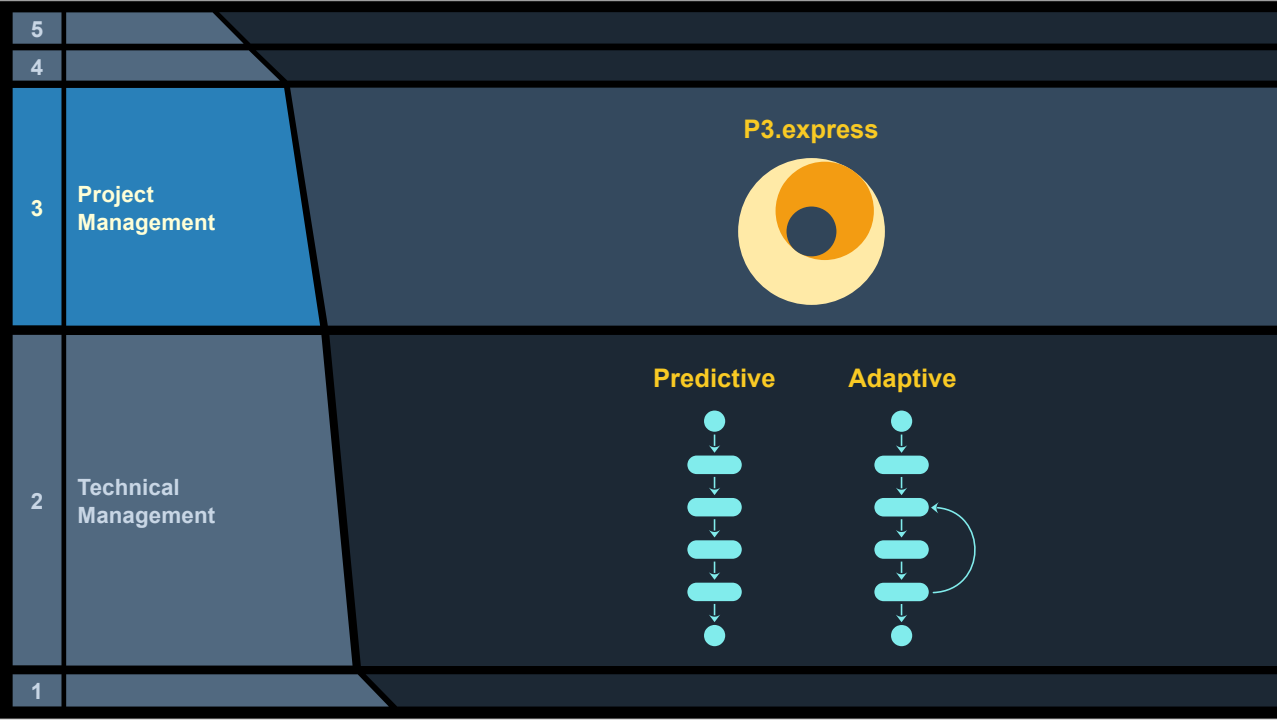 5
4
P3.express
3
Project
Management
Predictive
Adaptive
2
Technical
Management
1